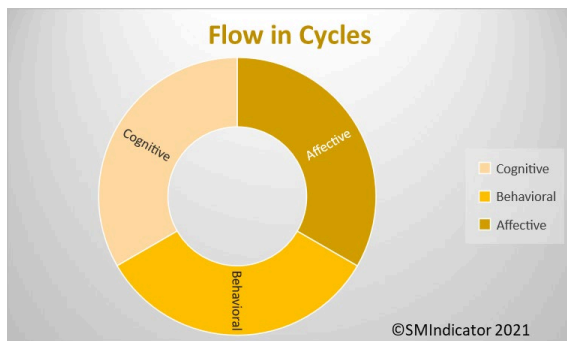 Flow in Cycles
Cognitive
Affective
Behavioral
Cognitive
Behavioral
Affective
©SMIndicator 2021